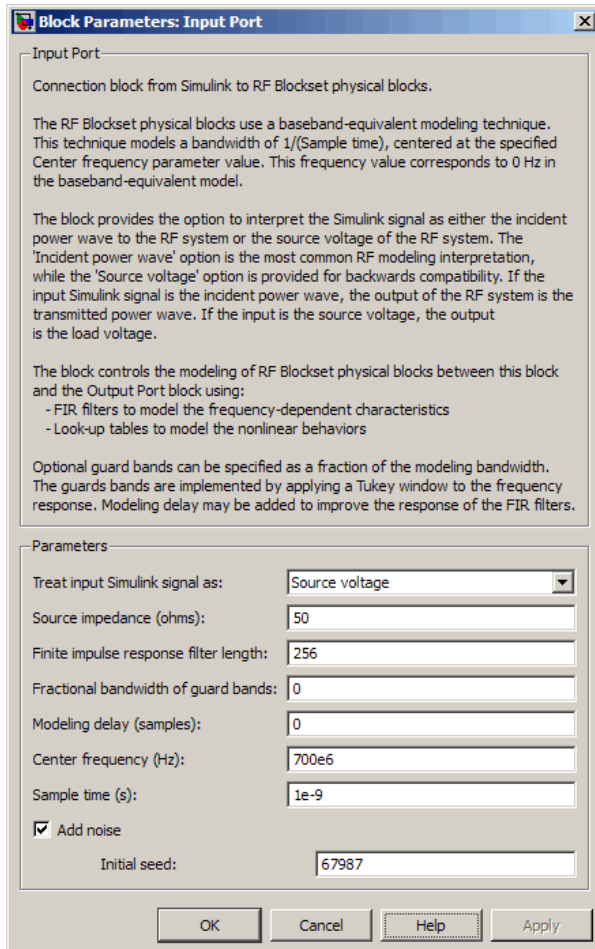 Block Parameters: Input Port
Input Port
Connection block from Simulink to RF Blockset physical blocks.
The RF Blockset physical blocks use a baseband-equivalent modeling technique.
This technique models a bandwidth of 1/(Sample time), centered at the specified
Center frequency parameter value. This frequency value corresponds to 0 Hz in
the baseband-equivalent model.
The block provides the option to interpret the Simulink signal as either the incident
power wave to the RF system or the source voltage of the RF system. The
'Incident power wave' option is the most common RF modeling interpretation,
while the 'Source voltage' option is provided for backwards compatibility. If the
input Simulink signal is the incident power wave, the output of the RF system is the
transmitted power wave. If the input is the source voltage, the output
is the load voltage.
The block controls the modeling of RF Blockset physical blocks between this block
and the Output Port block using:
- FIR filters to model the frequency-dependent characteristics
- Look-up tables to model the nonlinear behaviors
Optional guard bands can be specified as a fraction of the modeling bandwidth.
The guards bands are implemented by applying a Tukey window to the frequency
response. Modeling delay may be added to improve the response of the FIR filters.
Parameters
Treat input Simulink signal as: Source voltage
Source impedance (ohms): 50
Finite impulse response filter length: 256
Fractional bandwidth of guard bands: 0
Modeling delay (samples): 0
Center frequency (Hz): 700e6
Sample time (s): 1e-9
Add noise
Initial seed: 67987
OK Cancel Help Apply